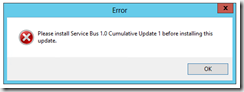 Error
Please install Service Bus 1.0 Cumulative Update 1 before installing this
update.
OK